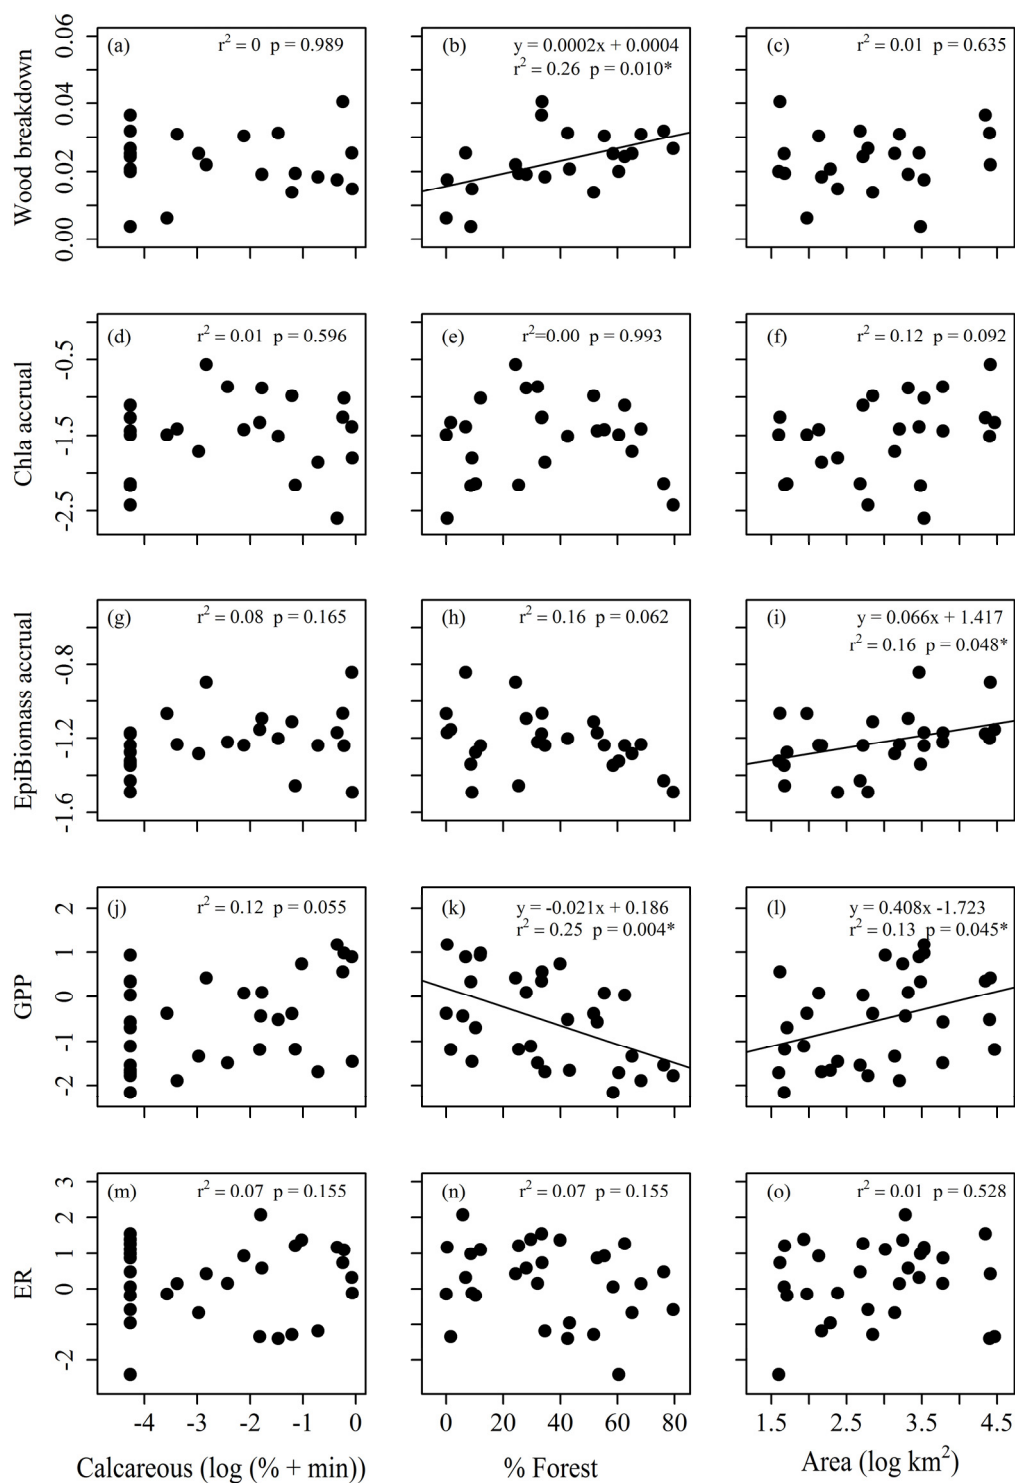 Wood breakdown
0.00 0.02 0.04 0.06
(a) r² = 0 p = 0.989
(b) y = 0.0002x + 0.0004
r² = 0.26 p = 0.010*
(c) r² = 0.01 p = 0.635
Chla accrual
-2.5 -1.5 -0.5
(d) r² = 0.01 p = 0.596
(e) r²=0.00 p = 0.993
(f) r² = 0.12 p = 0.092
EpiBiomass accrual
-1.6 -1.2 -0.8
(g) r² = 0.08 p = 0.165
(h) r² = 0.16 p = 0.062
(i) y = 0.066x + 1.417
r² = 0.16 p = 0.048*
GPP
-2 -1 0 1 2
(j) r² = 0.12 p = 0.055
(k) y = -0.021x + 0.186
r² = 0.25 p = 0.004*
(l) y = 0.408x -1.723
r² = 0.13 p = 0.045*
ER
-2 0 1 2 3
(m) r² = 0.07 p = 0.155
(n) r² = 0.07 p = 0.155
(o) r² = 0.01 p = 0.528
-4 -3 -2 -1 0
0 20 40 60 80
1.5 2.5 3.5 4.5
Calcareous (log (% + min))
% Forest
Area (log km²)